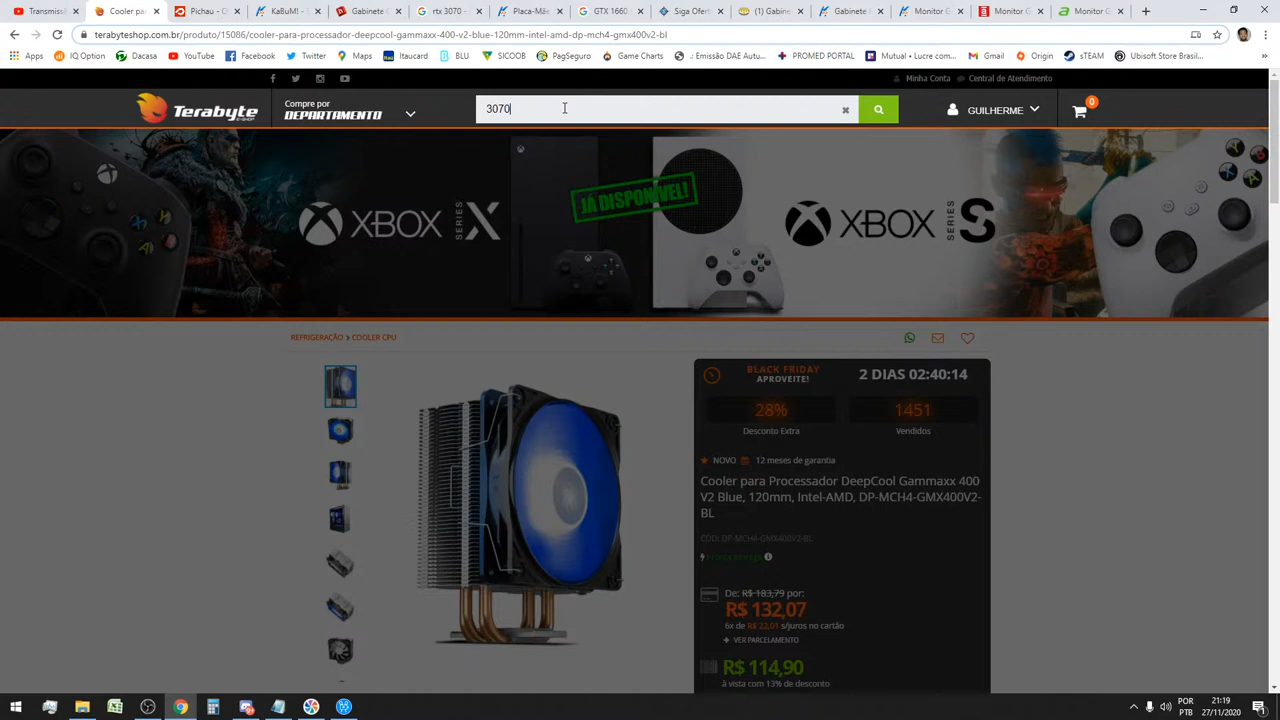 Transmissã
Cooler pa
Pichau - G
KaBuM! -
Gabinete c
rtx 3070 -
Placa-Mãe
GTX 1660
Siga Ofert
(1) Gabine
Gabinete
Monitor G
Monitor G
Monitor G
terabyteshop.com.br/produto/15086/cooler-para-processador-deepcool-gammaxx-400-v2-blue-120mm-intel-amd-dp-mch4-gmx400v2-bl
Apps IQ Option Dacasa YouTube Facebook Twitter Maps Itaucard BLU SICOOB PagSeguro Game Charts .: Emissão DAE Autu... PROMED PORTAL Mutual • Lucre com... Gmail Origin sTEAM Ubisoft Store Brasil...
Minha Conta Central de Atendimento
Terabyte E-SHOP
Compre por
DEPARTAMENTO
3070
GUILHERME
0
XBOX SERIES X
JÁ DISPONÍVEL!
XBOX SERIES S
REFRIGERAÇÃO > COOLER CPU
BLACK FRIDAY
APROVEITE!
2 DIAS 02:40:14
28%
Desconto Extra
1451
Vendidos
NOVO 12 meses de garantia
Cooler para Processador DeepCool Gammaxx 400
V2 Blue, 120mm, Intel-AMD, DP-MCH4-GMX400V2-
BL
COD: DP-MCH4-GMX400V2-BL
Pronta entrega
De: R$ 183,79 por:
R$ 132,07
6x de R$ 22,01 s/juros no cartão
+ VER PARCELAMENTO
R$ 114,90
à vista com 13% de desconto
POR
PTB
21:19
27/11/2020
1